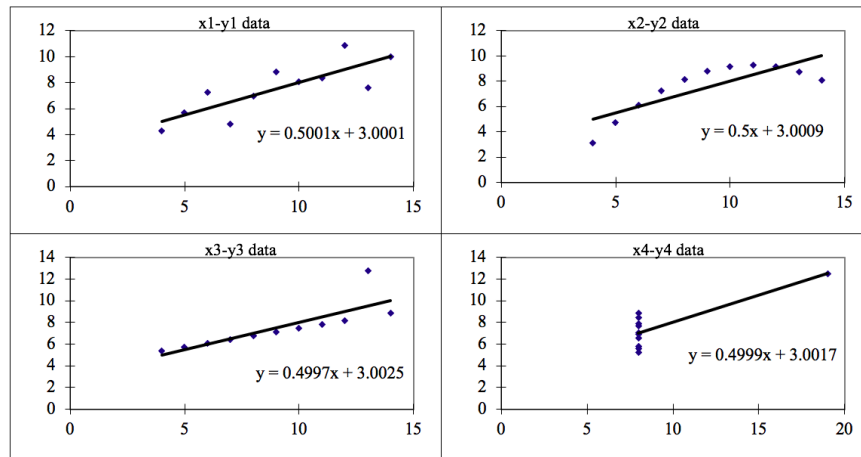 x1-y1 data
12
10
8
6
4
2
0
y = 0.5001x + 3.0001
0 5 10 15
x2-y2 data
12
10
8
6
4
2
0
y = 0.5x + 3.0009
0 5 10 15
x3-y3 data
14
12
10
8
6
4
2
0
y = 0.4997x + 3.0025
0 5 10 15
x4-y4 data
14
12
10
8
6
4
2
0
y = 0.4999x + 3.0017
0 5 10 15 20